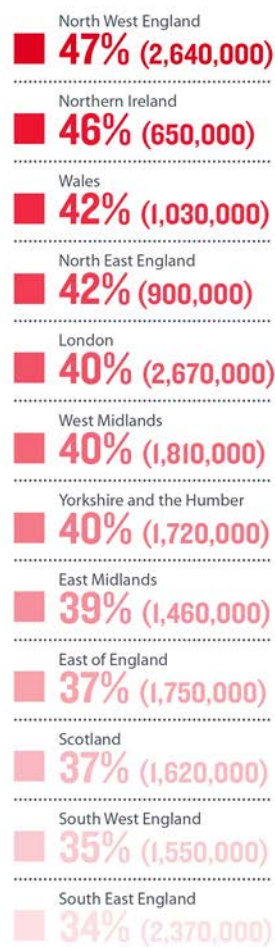 North West England
47% (2,640,000)
Northern Ireland
46% (650,000)
Wales
42% (1,030,000)
North East England
42% (900,000)
London
40% (2,670,000)
West Midlands
40% (1,810,000)
Yorkshire and the Humber
40% (1,720,000)
East Midlands
39% (1,460,000)
East of England
37% (1,750,000)
Scotland
37% (1,620,000)
South West England
35% (1,550,000)
South East England
34% (2,370,000)